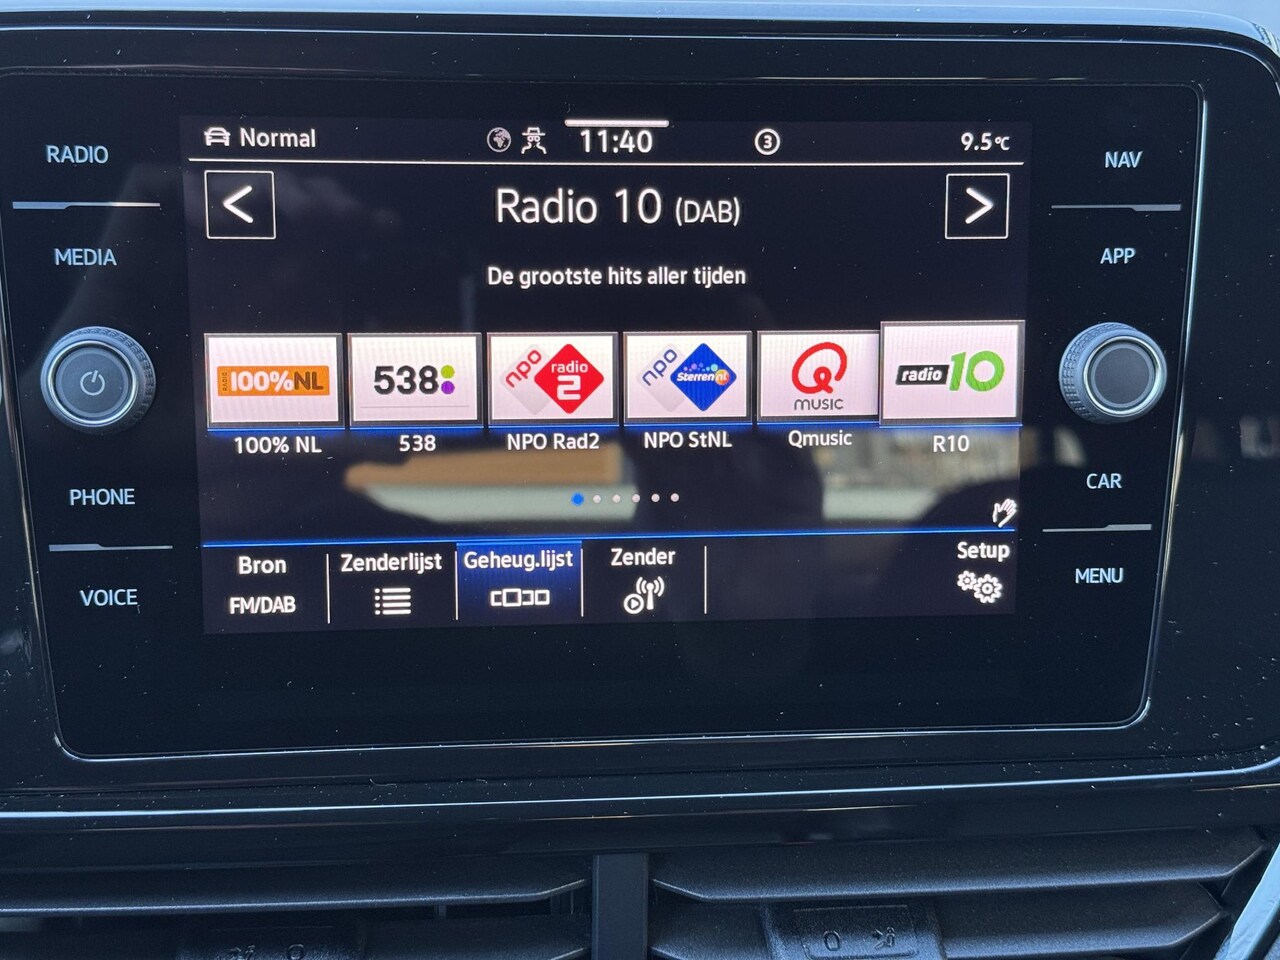 RADIO
MEDIA
PHONE
VOICE
Normal
11:40
3
9.5°C
<
Radio 10 (DAB)
>
De grootste hits aller tijden
RADIO 100%NL
538
npo radio 2
npo Sterren nl
Q MUSIC
radio 10
100% NL
538
NPO Rad2
NPO StNL
Qmusic
R10
Bron
FM/DAB
Zenderlijst
Geheug.lijst
Zender
Setup
NAV
APP
CAR
MENU